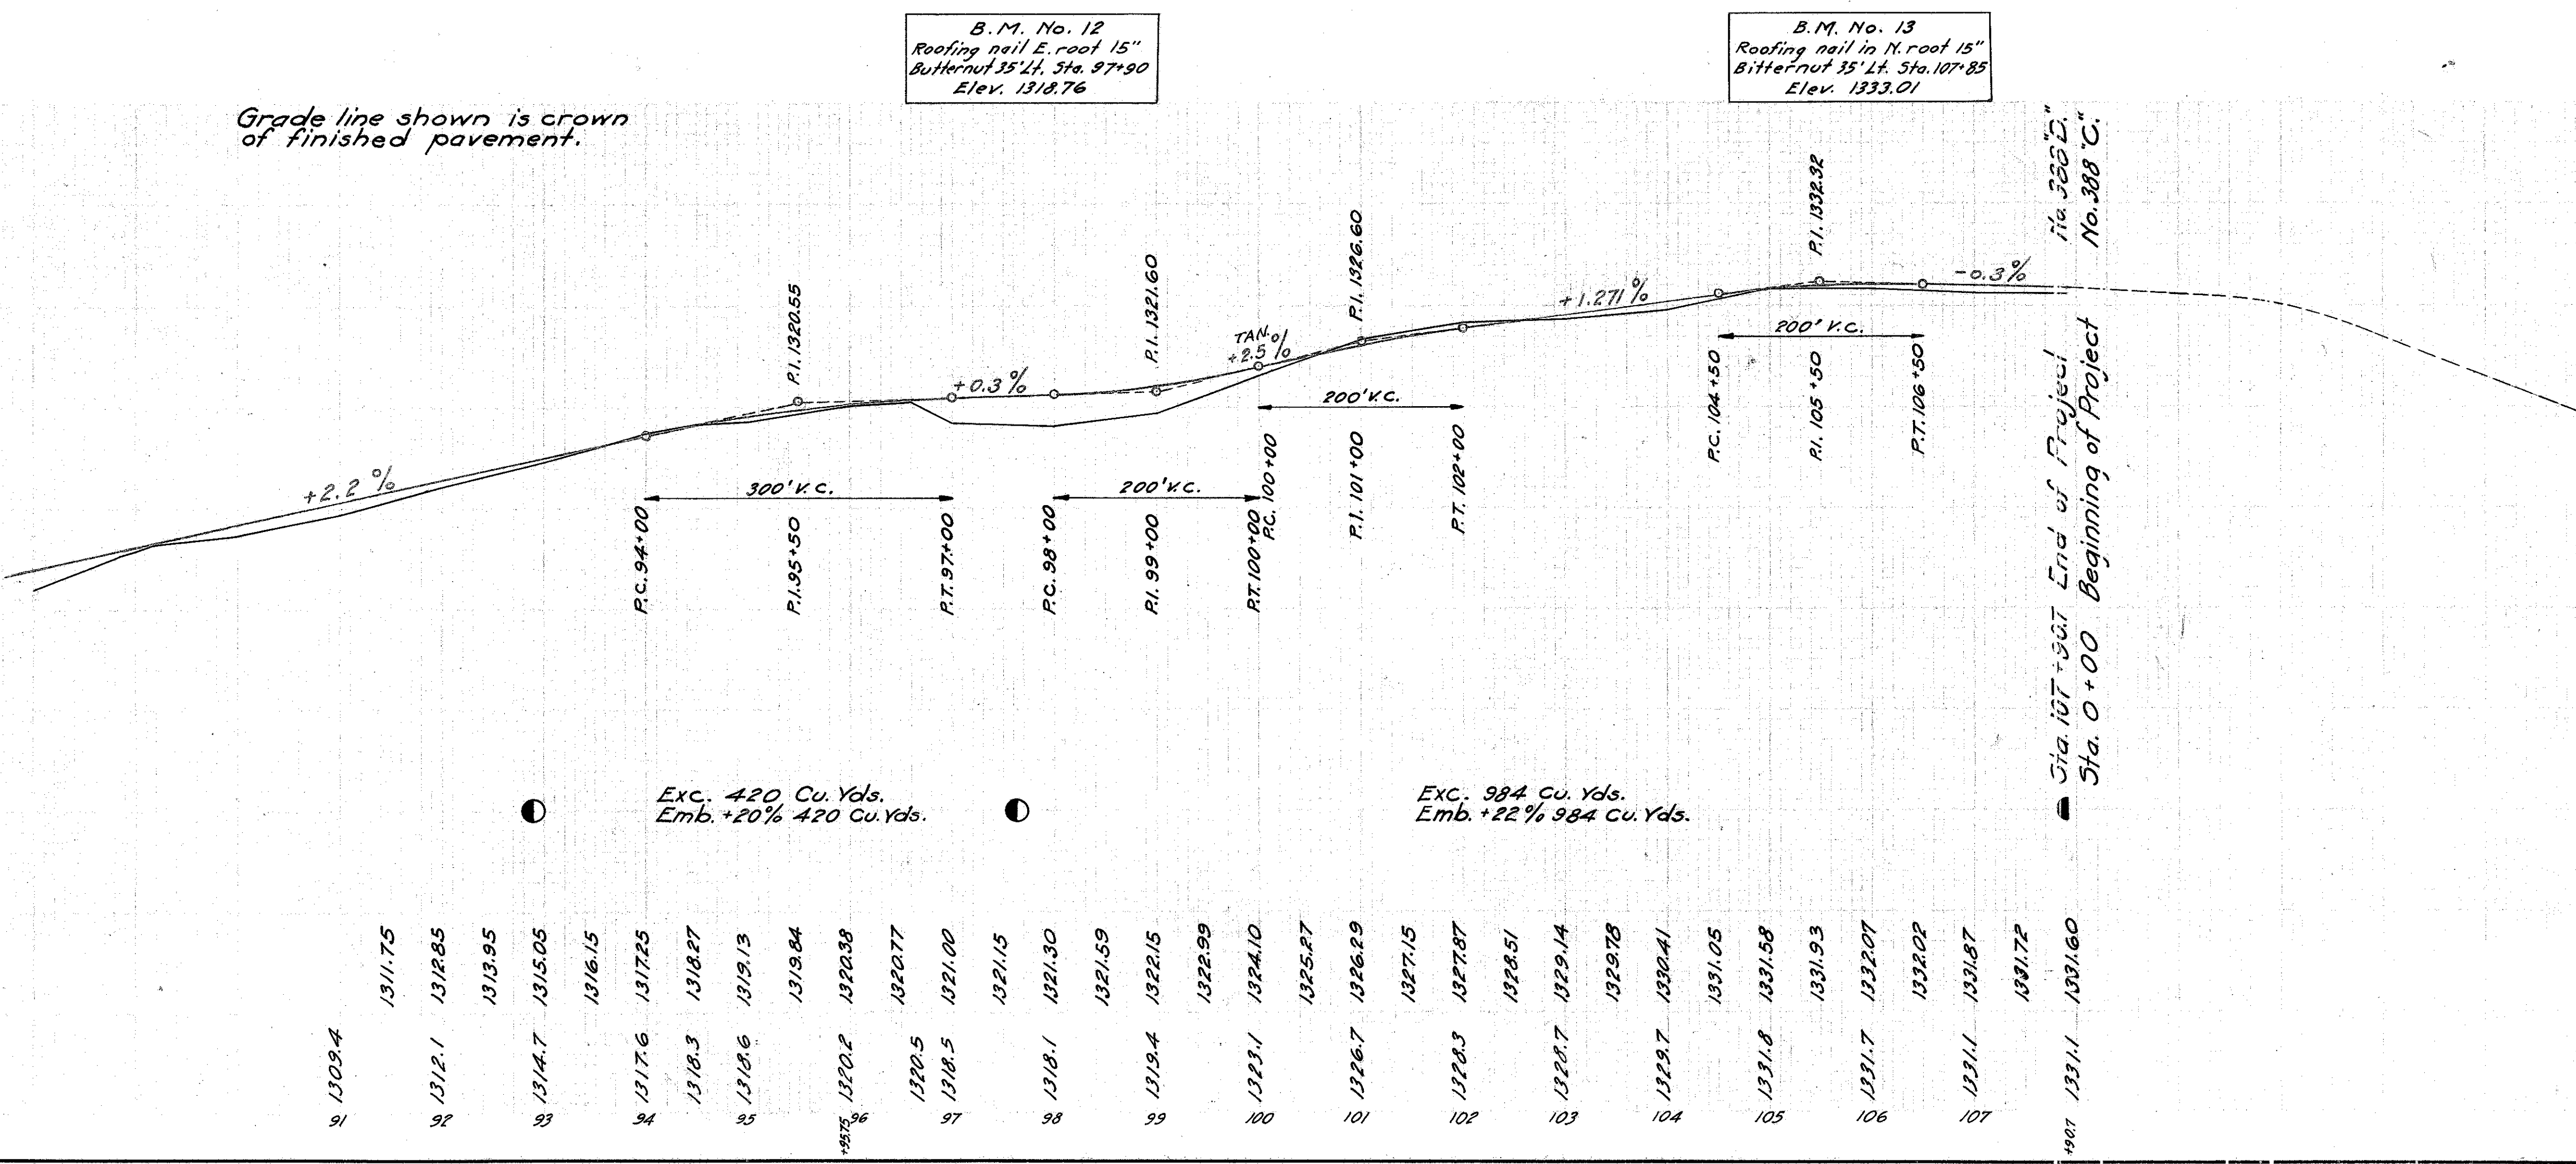 B.M. No. 12
Roofing nail E. root 15"
Butternut 35' Lt. Sta. 97+90
Elev. 1318.76
B.M. No. 13
Roofing nail in N. root 15"
Bitternut 35' Lt. Sta. 107+85
Elev. 1333.01
Grade line shown is crown
of finished pavement.
No. 388 "D."
No. 388 "C."
P.I. 1320.55
P.I. 1321.60
P.I. 1326.60
P.I. 1332.32
+2.2 %
+0.3 %
TAN.
+2.5 %
+1.271 %
-0.3 %
300' V.C.
200' V.C.
200' V.C.
200' V.C.
P.C. 94+00
P.I. 95+50
P.T. 97+00
P.C. 98+00
P.I. 99+00
P.T. 100+00
P.C. 100+00
P.I. 101+00
P.T. 102+00
P.C. 104+50
P.I. 105+50
P.T. 106+50
Sta. 107+90.7 End of Project
Sta. 0+00 Beginning of Project
Exc. 420 Cu. Yds.
Emb. +20% 420 Cu. Yds.
Exc. 984 Cu. Yds.
Emb. +22% 984 Cu. Yds.
1311.75 1312.85 1313.95 1315.05 1316.15 1317.25 1318.27 1319.13 1319.84 1320.38 1320.77 1321.00 1321.15 1321.30 1321.59 1322.15 1322.99 1324.10 1325.27 1326.29 1327.15 1327.87 1328.51 1329.14 1329.78 1330.41 1331.05 1331.58 1331.93 1332.07 1332.02 1331.87 1331.72 1331.60
1309.4 1312.1 1314.7 1317.6 1318.3 1318.6 1320.2 1320.5 1318.5 1318.1 1319.4 1323.1 1326.7 1328.3 1328.7 1329.7 1331.8 1331.7 1331.1 1331.1
91 92 93 94 95 +95.75 96 97 98 99 100 101 102 103 104 105 106 107 +90.7